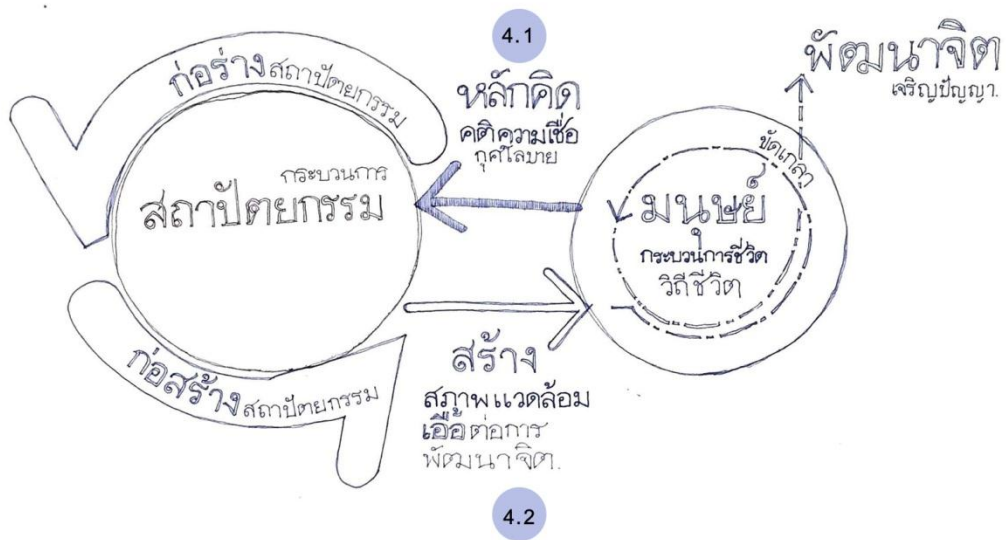 4.1
ก่อร่างสถาปัตยกรรม
หลักคิด
คติความเชื่อ
กุศโลบาย
พัฒนาจิต
เจริญปัญญา.
กระบวนการ
สถาปัตยกรรม
ขัดเกลา
มนุษย์
กระบวนการชีวิต
วิถีชีวิต
ก่อสร้างสถาปัตยกรรม
สร้าง
สภาพแวดล้อม
เอื้อต่อการ
พัฒนาจิต.
4.2